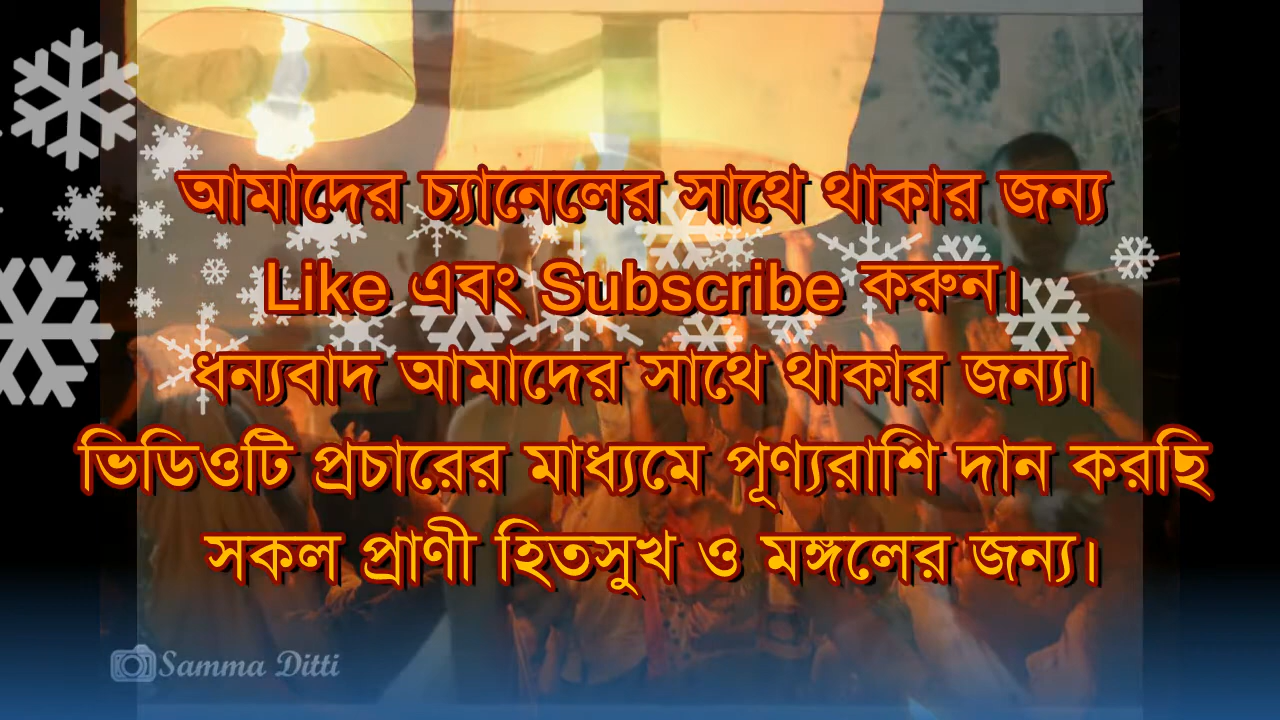 আমাদের চ্যানেলের সাথে থাকার জন্য
Like এবং Subscribe করুন।
ধন্যবাদ আমাদের সাথে থাকার জন্য।
ভিডিওটি প্রচারের মাধ্যমে পূণ্যরাশি দান করছি
সকল প্রাণী হিতসুখ ও মঙ্গলের জন্য।
Samma Ditti